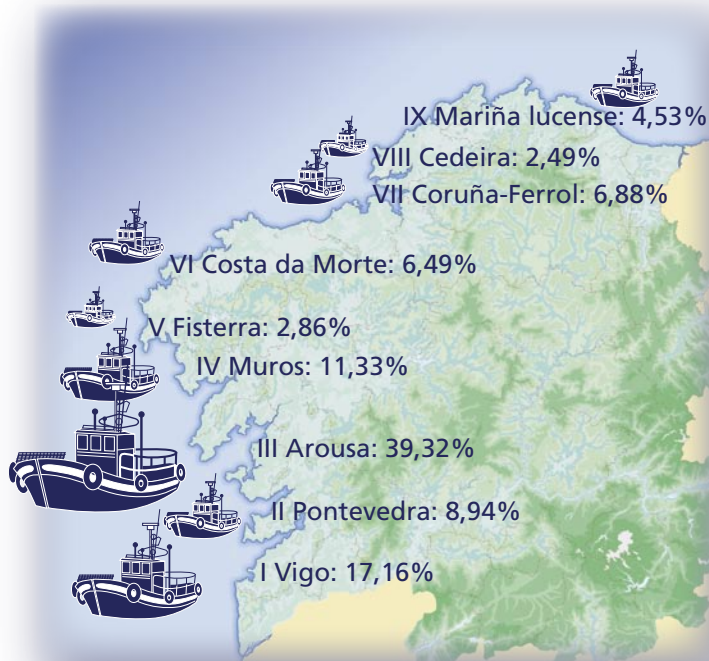 IX Mariña lucense: 4,53%
VIII Cedeira: 2,49%
VII Coruña-Ferrol: 6,88%
VI Costa da Morte: 6,49%
V Fisterra: 2,86%
IV Muros: 11,33%
III Arousa: 39,32%
II Pontevedra: 8,94%
I Vigo: 17,16%